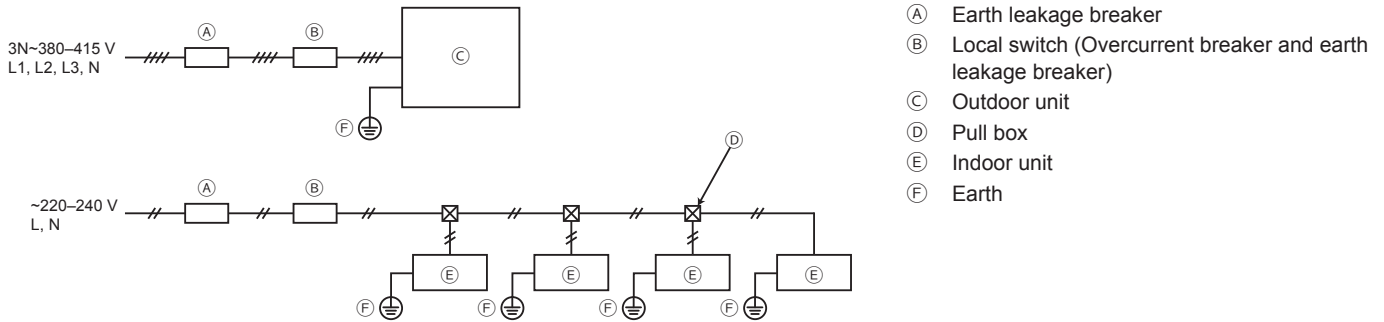 Ⓐ Ⓑ
3N~380–415 V
L1, L2, L3, N
Ⓒ
Ⓕ
Ⓓ
Ⓐ Ⓑ
~220–240 V
L, N
Ⓔ Ⓔ Ⓔ Ⓔ
Ⓕ Ⓕ Ⓕ Ⓕ
Ⓐ Earth leakage breaker
Ⓑ Local switch (Overcurrent breaker and earth
leakage breaker)
Ⓒ Outdoor unit
Ⓓ Pull box
Ⓔ Indoor unit
Ⓕ Earth